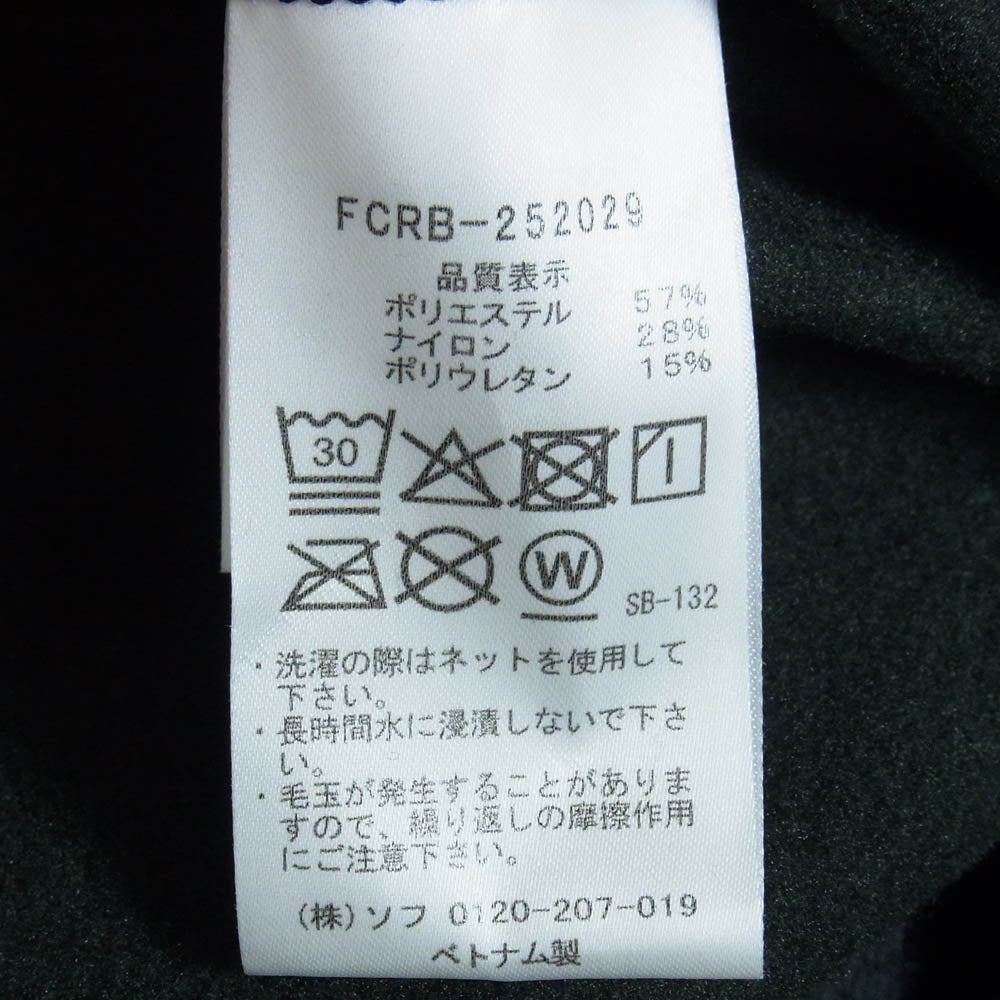 FCRB-252029
品質表示
ポリエステル 57%
ナイロン 28%
ポリウレタン 15%
30
W SB-132
・洗濯の際はネットを使用して
下さい。
・長時間水に浸漬しないで下さ
い。
・毛玉が発生することがありま
すので、繰り返しの摩擦作用
にご注意下さい。
(株)ソフ 0120-207-019
ベトナム製